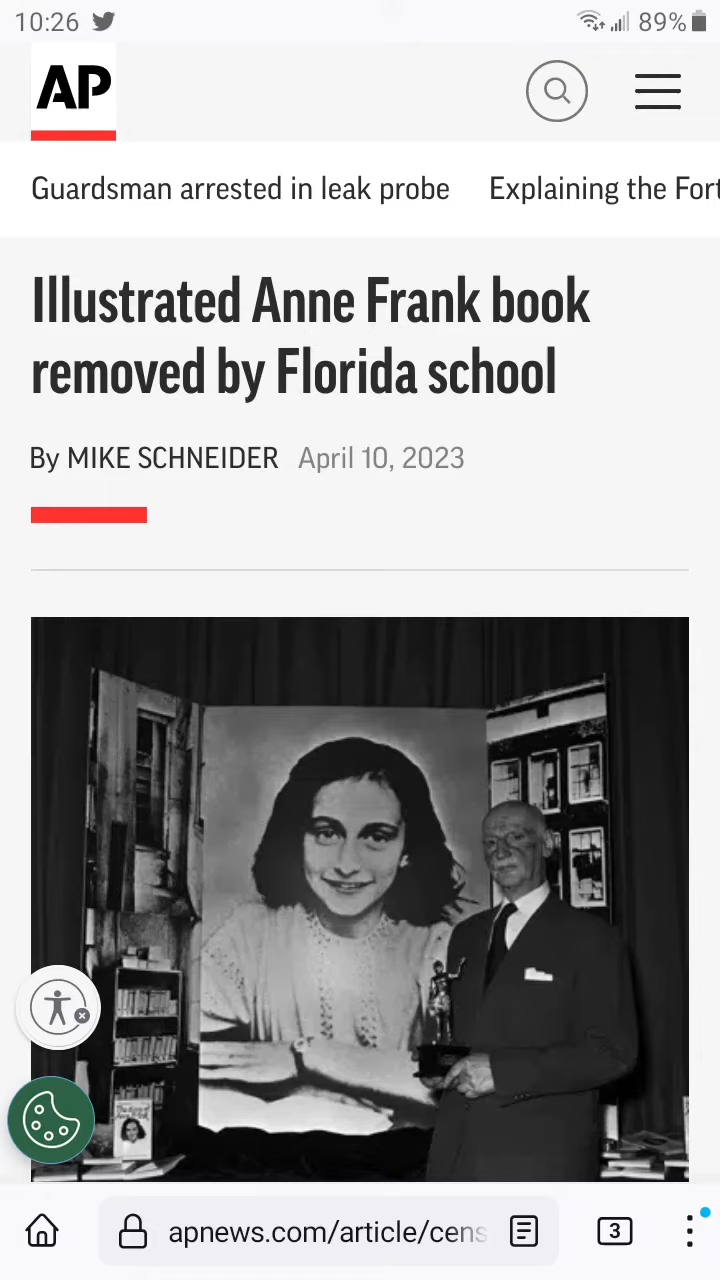 10:26 89%
AP
Guardsman arrested in leak probe Explaining the Fort
Illustrated Anne Frank book
removed by Florida school
By MIKE SCHNEIDER April 10, 2023
apnews.com/article/cens
3